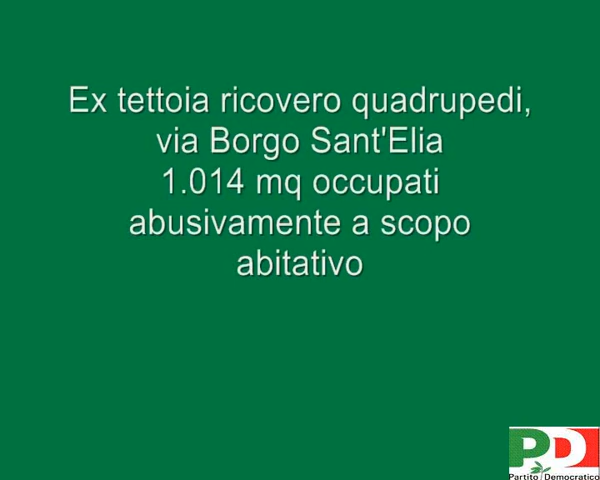 Ex tettoia ricovero quadrupedi,
via Borgo Sant'Elia
1.014 mq occupati
abusivamente a scopo
abitativo
PD
Partito Democratico